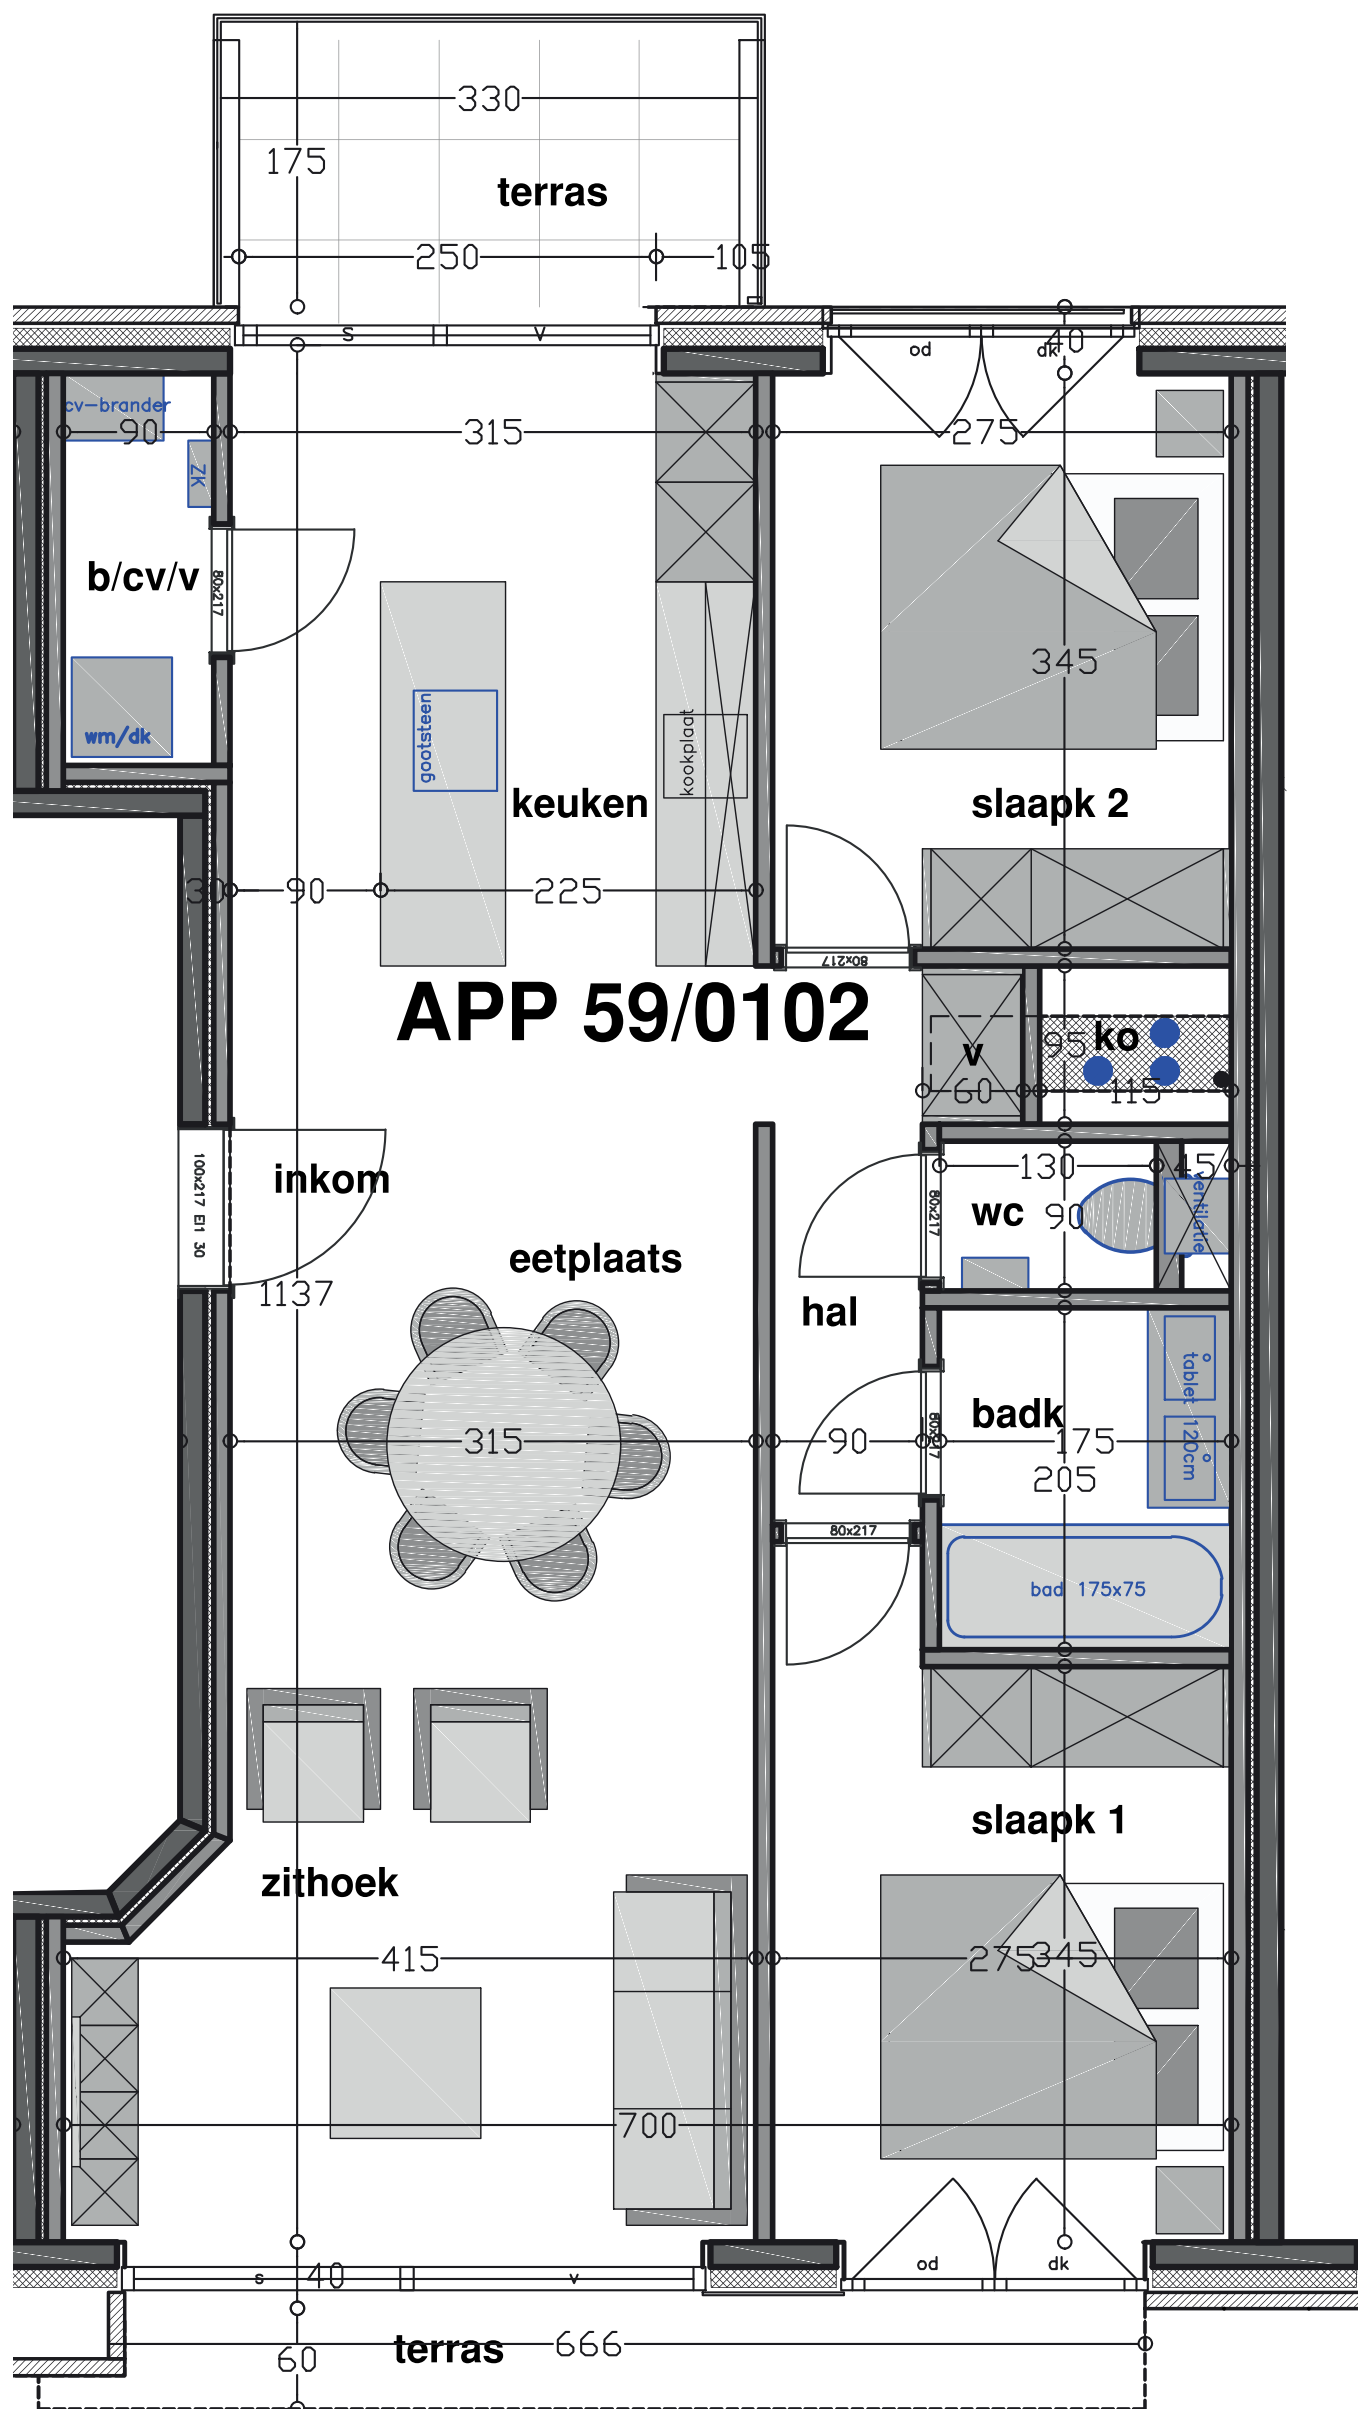 330
175
terras
250
105
s
v
od
dk
40
cv-brander
90
315
275
ZK
b/cv/v
80x217
gootsteen
kookplaat
345
wm/dk
keuken
slaapk 2
30
90
225
80x217
APP 59/0102
v
95
ko
60
115
100x217 EI1 30
inkom
130
45
80x217
wc
90
ventilatie
eetplaats
1137
hal
tablet 120cm
badk
315
90
80x217
175
205
80x217
bad 175x75
slaapk 1
zithoek
415
275
345
700
od
dk
s
40
v
terras
666
60